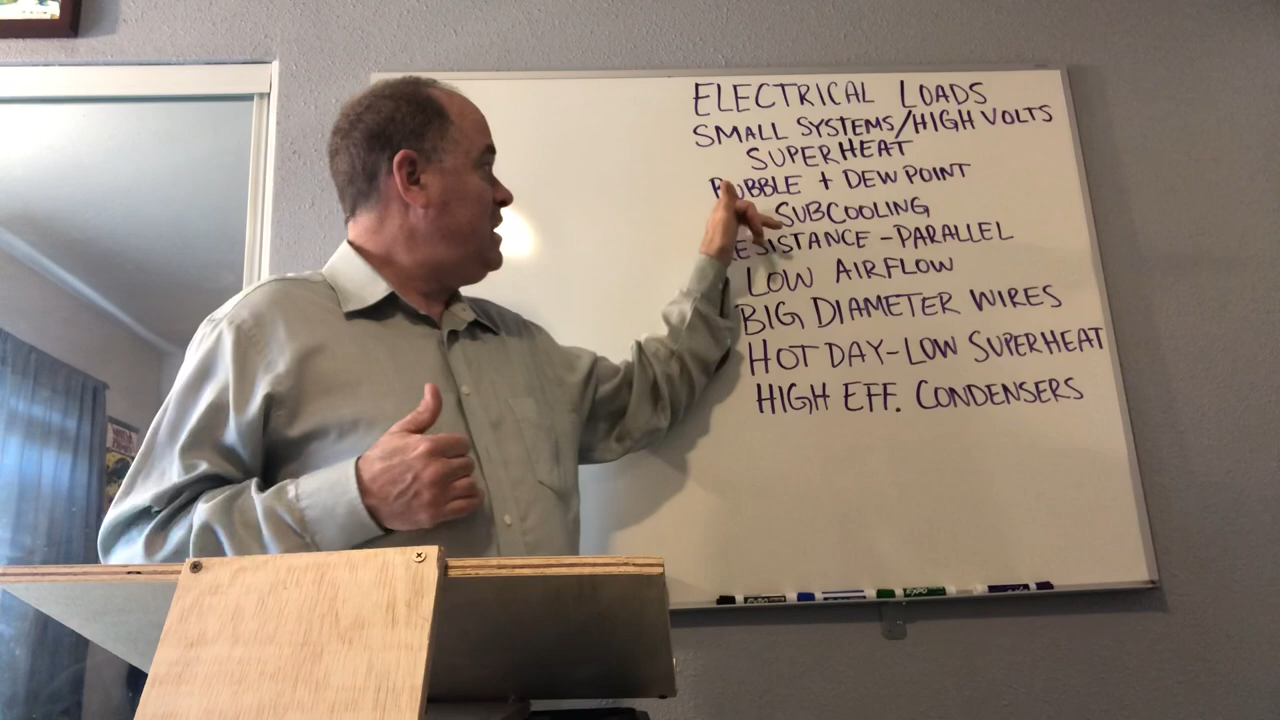 ELECTRICAL LOADS
SMALL SYSTEMS/HIGH VOLTS
SUPERHEAT
BUBBLE + DEW POINT
SUBCOOLING
RESISTANCE - PARALLEL
LOW AIRFLOW
BIG DIAMETER WIRES
HOT DAY - LOW SUPERHEAT
HIGH EFF. CONDENSERS
EXPO